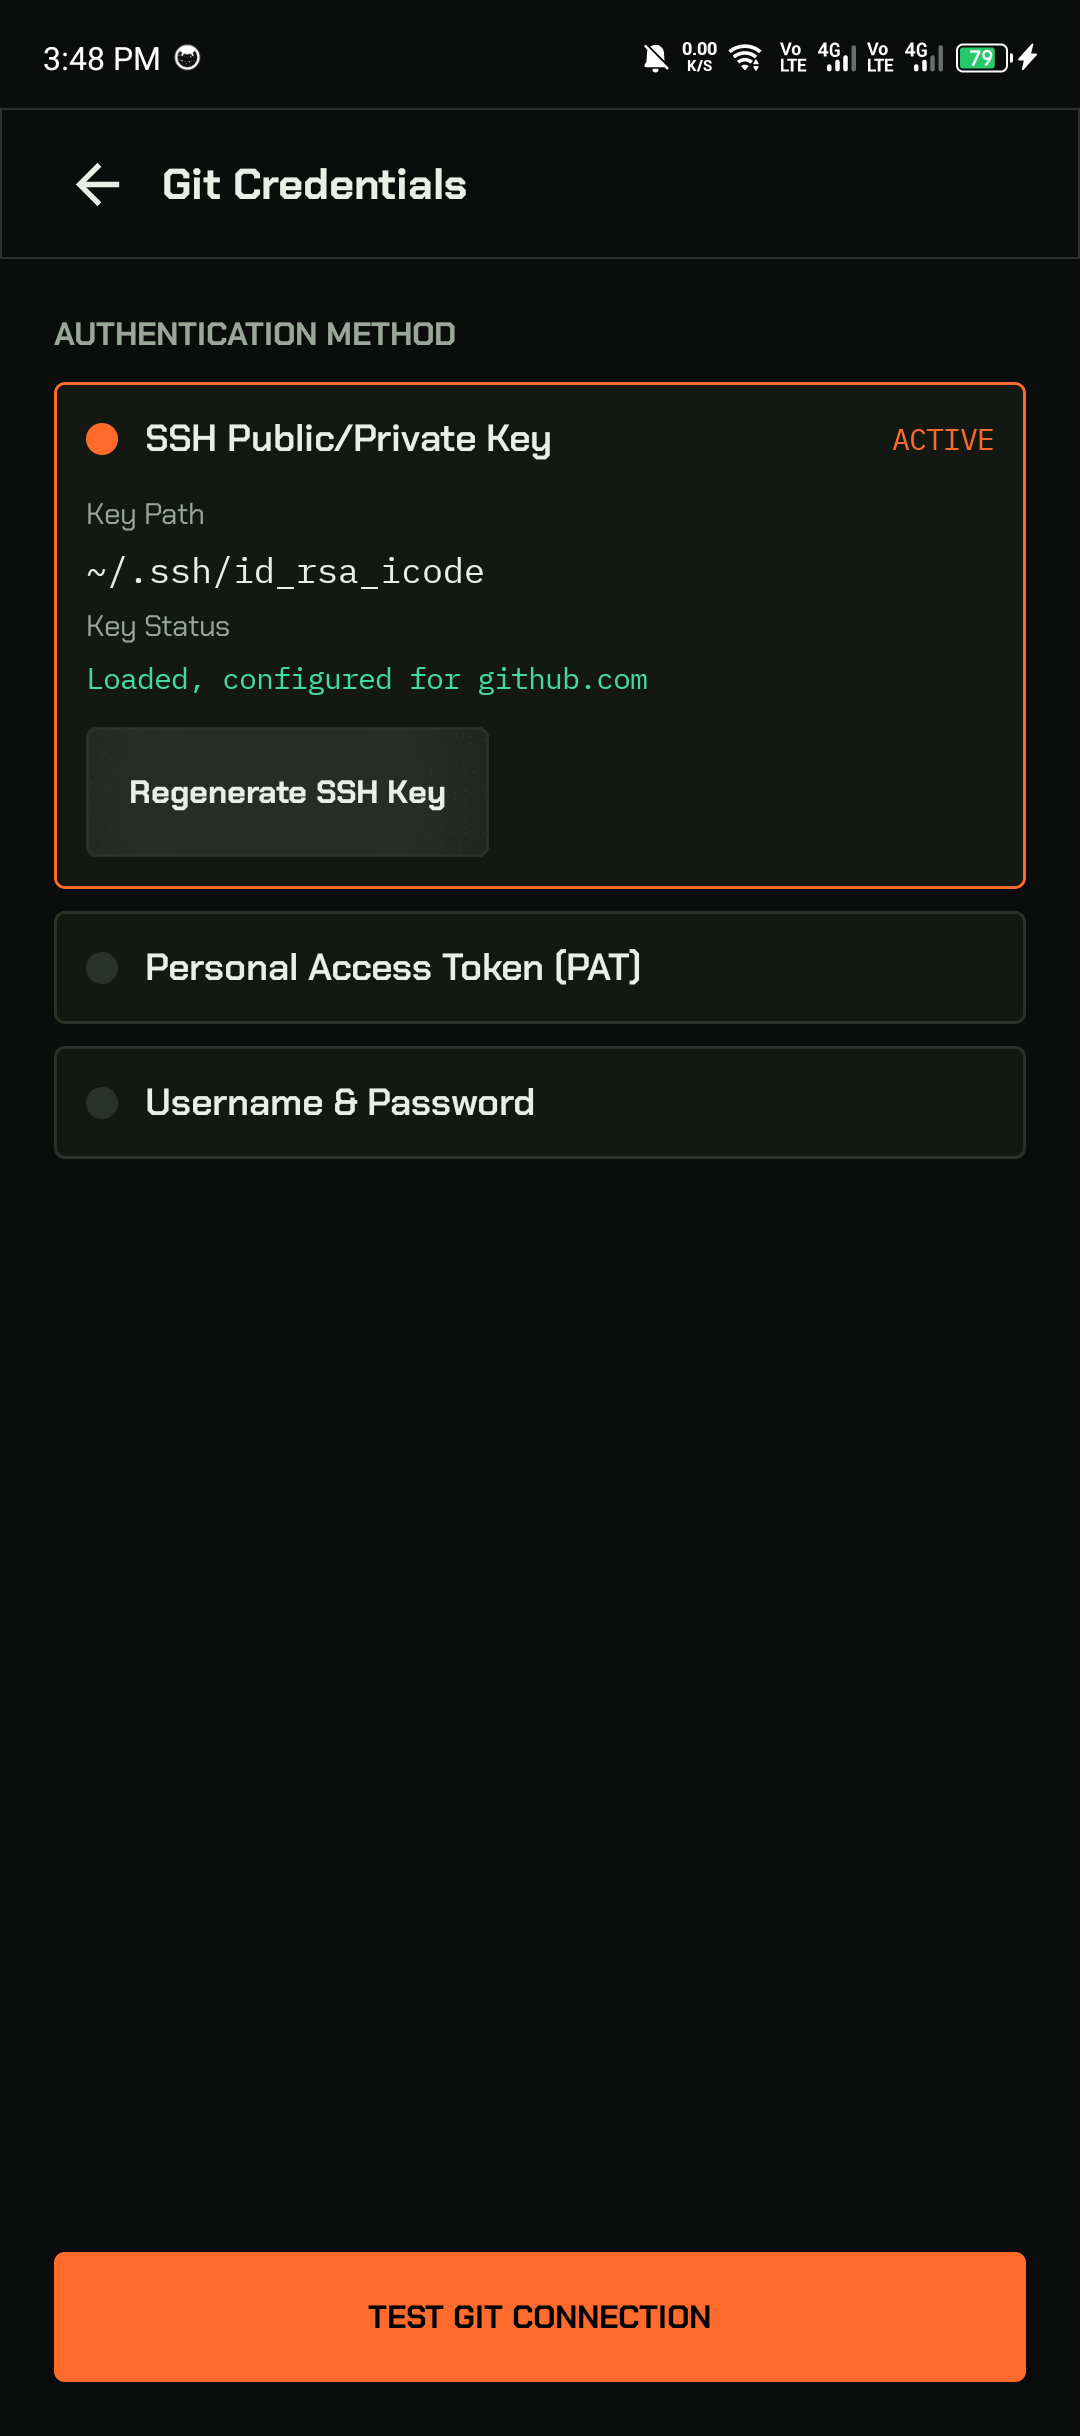 3:48 PM
0.00 K/S
Vo LTE 4G Vo LTE 4G 79
Git Credentials
AUTHENTICATION METHOD
SSH Public/Private Key
ACTIVE
Key Path
~/.ssh/id_rsa_icode
Key Status
Loaded, configured for github.com
Regenerate SSH Key
Personal Access Token (PAT)
Username & Password
TEST GIT CONNECTION